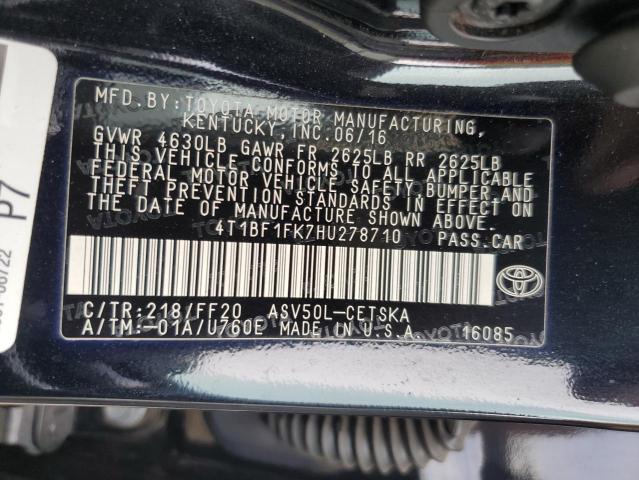 MFD. BY: TOYOTA MOTOR MANUFACTURING,
KENTUCKY, INC. 06/16
GVWR 4630LB GAWR FR 2625LB RR 2625LB
THIS VEHICLE CONFORMS TO ALL APPLICABLE
FEDERAL MOTOR VEHICLE SAFETY, BUMPER AND
THEFT PREVENTION STANDARDS IN EFFECT ON
THE DATE OF MANUFACTURE SHOWN ABOVE.
4T1BF1FK7HU278710 PASS.CAR
C/TR:218/FF20 ASV50L-CETSKA
A/TM:-01A/U760E MADE IN U.S.A. 16085
P7